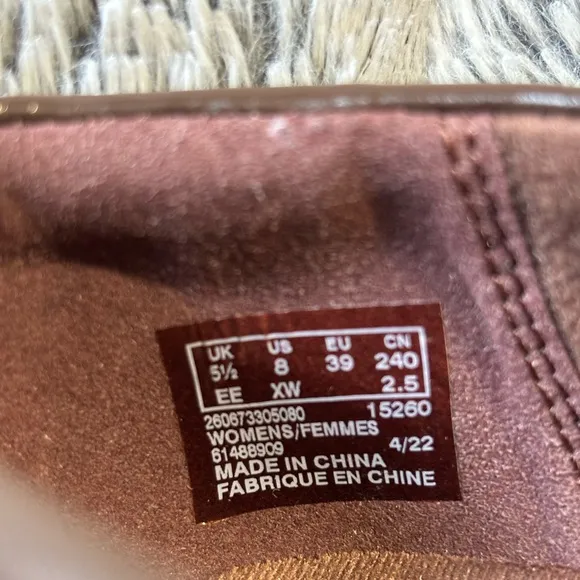 UK US EU CN
5½ 8 39 240
EE XW 2.5
260673305080 15260
WOMENS/FEMMES
61488909 4/22
MADE IN CHINA
FABRIQUE EN CHINE